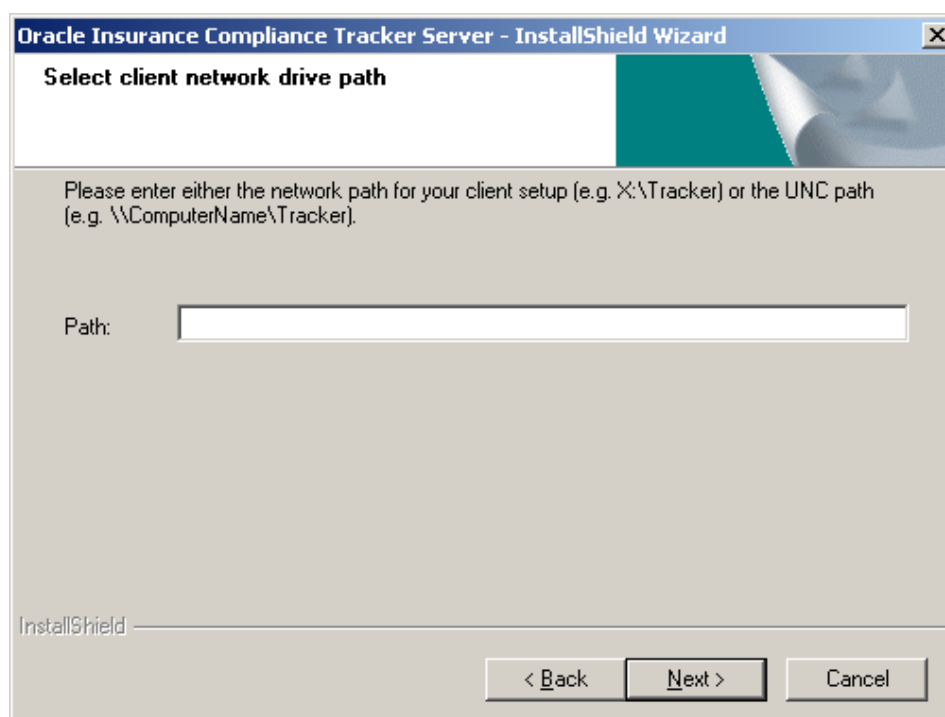 Oracle Insurance Compliance Tracker Server - InstallShield Wizard
Select client network drive path
Please enter either the network path for your client setup (e.g. X:\Tracker) or the UNC path
(e.g. \\ComputerName\Tracker).
Path:
InstallShield
< Back
Next >
Cancel